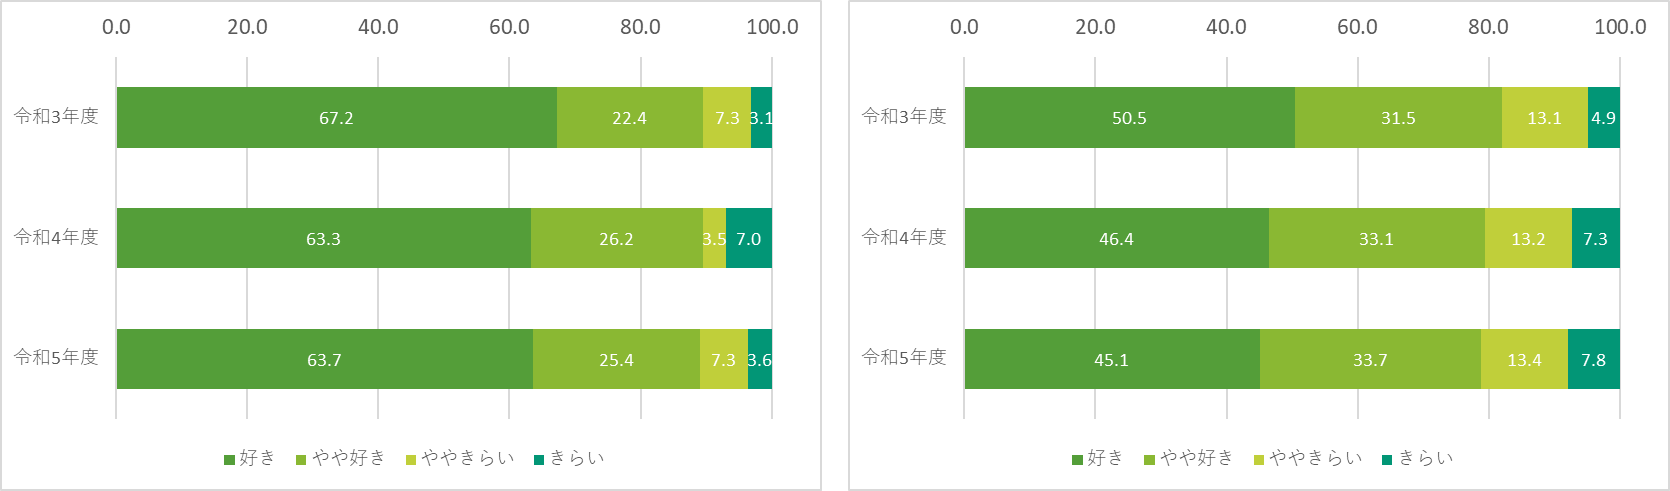 0.0 20.0 40.0 60.0 80.0 100.0
令和3年度 67.2 22.4 7.3 3.1
令和4年度 63.3 26.2 3.5 7.0
令和5年度 63.7 25.4 7.3 3.6
好き やや好き ややきらい きらい
0.0 20.0 40.0 60.0 80.0 100.0
令和3年度 50.5 31.5 13.1 4.9
令和4年度 46.4 33.1 13.2 7.3
令和5年度 45.1 33.7 13.4 7.8
好き やや好き ややきらい きらい